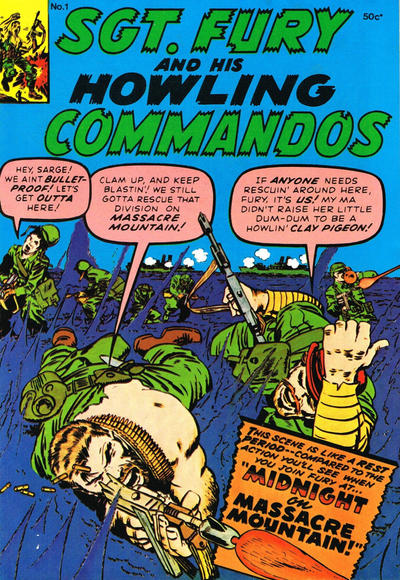 No.1
50c*
SGT. FURY
AND HIS
HOWLING
COMMANDOS
HEY, SARGE!
WE AINT BULLET-
PROOF! LET'S
GET OUTTA
HERE!
CLAM UP, AND KEEP
BLASTIN'! WE STILL
GOTTA RESCUE THAT
DIVISION ON
MASSACRE
MOUNTAIN!
IF ANYONE NEEDS
RESCUIN' AROUND HERE,
FURY, IT'S US! MY MA
DIDN'T RAISE HER LITTLE
DUM-DUM TO BE A
HOWLIN' CLAY PIGEON!
THIS SCENE IS LIKE A REST
PERIOD--COMPARED TO THE
ACTION YOU'LL SEE WHEN
YOU JOIN FURY AT...
"MIDNIGHT
on
MASSACRE
MOUNTAIN!"